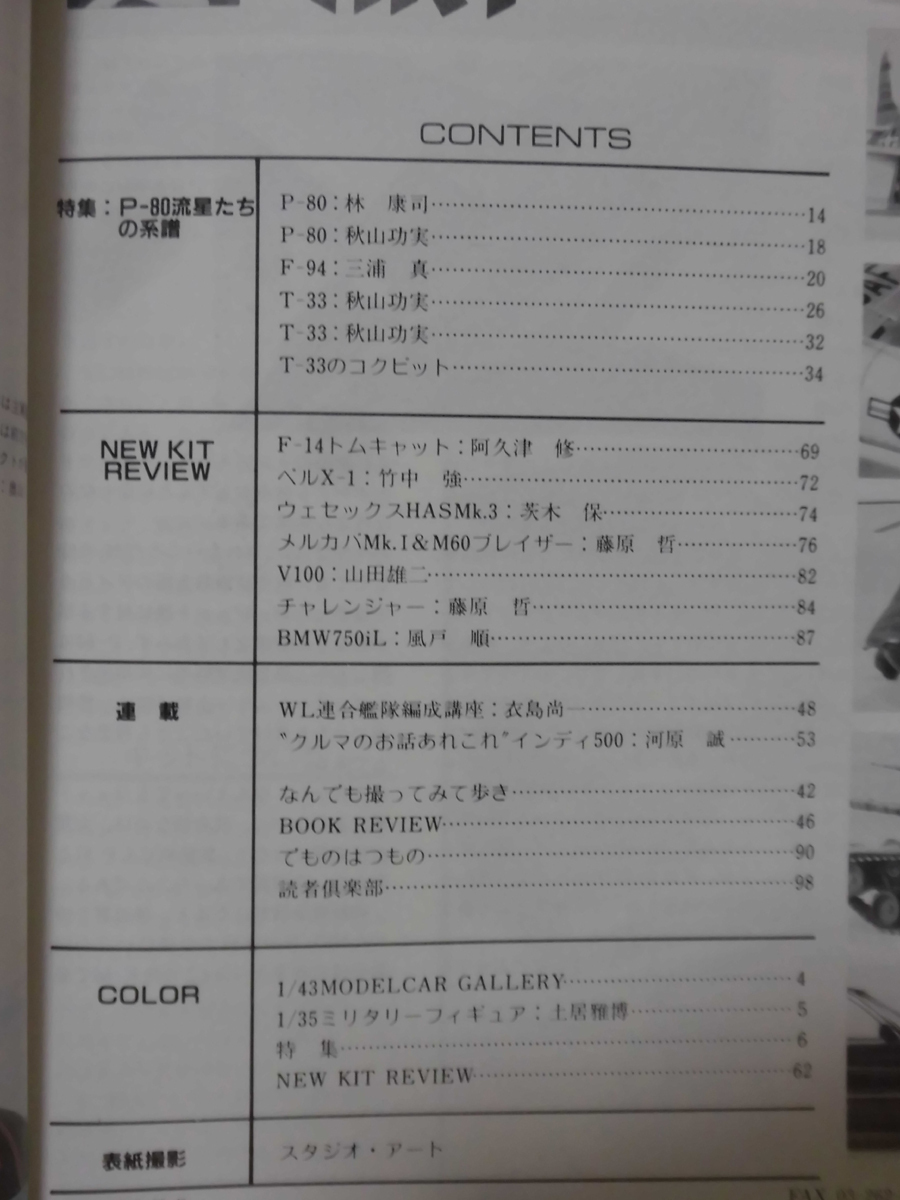 CONTENTS
特集：P-80流星たち
の系譜
P-80：林　康司……14
P-80：秋山功実……18
F-94：三浦　真……20
T-33：秋山功実……26
T-33：秋山功実……32
T-33のコクピット……34
NEW KIT
REVIEW
F-14トムキャット：阿久津　修……69
ベルX-1：竹中　強……72
ウェセックスHASMk.3：茨木　保……74
メルカバMk.I＆M60ブレイザー：藤原　哲……76
V100：山田雄二……82
チャレンジャー：藤原　哲……84
BMW750iL：風戸　順……87
連　載
WL連合艦隊編成講座：衣島尚一……48
〝クルマのお話あれこれ〞インディ500：河原　誠……53
なんでも撮ってみて歩き……42
BOOK REVIEW……46
でものはつもの……90
読者倶楽部……98
COLOR
1/43MODELCAR GALLERY……4
1/35ミリタリーフィギュア：土居雅博……5
特　集……6
NEW KIT REVIEW……62
表紙撮影
スタジオ・アート